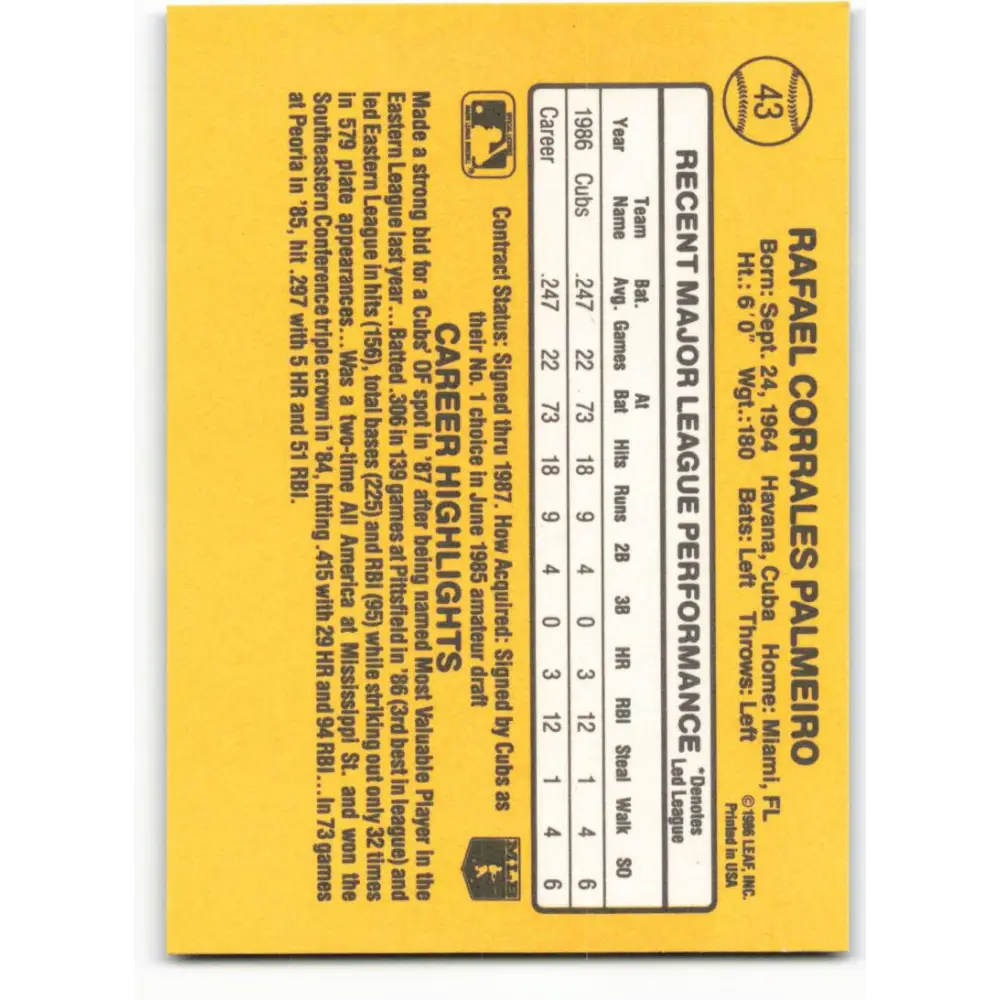 43
RAFAEL CORRALES PALMEIRO
Born: Sept. 24, 1964 Havana, Cuba Home: Miami, FL
Ht.: 6'0" Wgt.:180 Bats: Left Throws: Left
©1986 LEAF, INC.
Printed in USA
RECENT MAJOR LEAGUE PERFORMANCE
*Denotes
Led League
Year Team Name Bat. Avg. Games At Bat Hits Runs 2B 3B HR RBI Steal Walk SO
1986 Cubs .247 22 73 18 9 4 0 3 12 1 4 6
Career .247 22 73 18 9 4 0 3 12 1 4 6
Contract Status: Signed thru 1987. How Acquired: Signed by Cubs as
their No. 1 choice in June 1985 amateur draft
MLB
CAREER HIGHLIGHTS
Made a strong bid for a Cubs' OF spot in '87 after being named Most Valuable Player in the
Eastern League last year...Batted .306 in 139 games at Pittsfield in '86 (3rd best in league) and
led Eastern League in hits (156), total bases (225) and RBI (95) while striking out only 32 times
in 579 plate appearances...Was a two-time All America at Mississippi St. and won the
Southeastern Conference triple crown in '84, hitting .415 with 29 HR and 94 RBI...In 73 games
at Peoria in '85, hit .297 with 5 HR and 51 RBI.